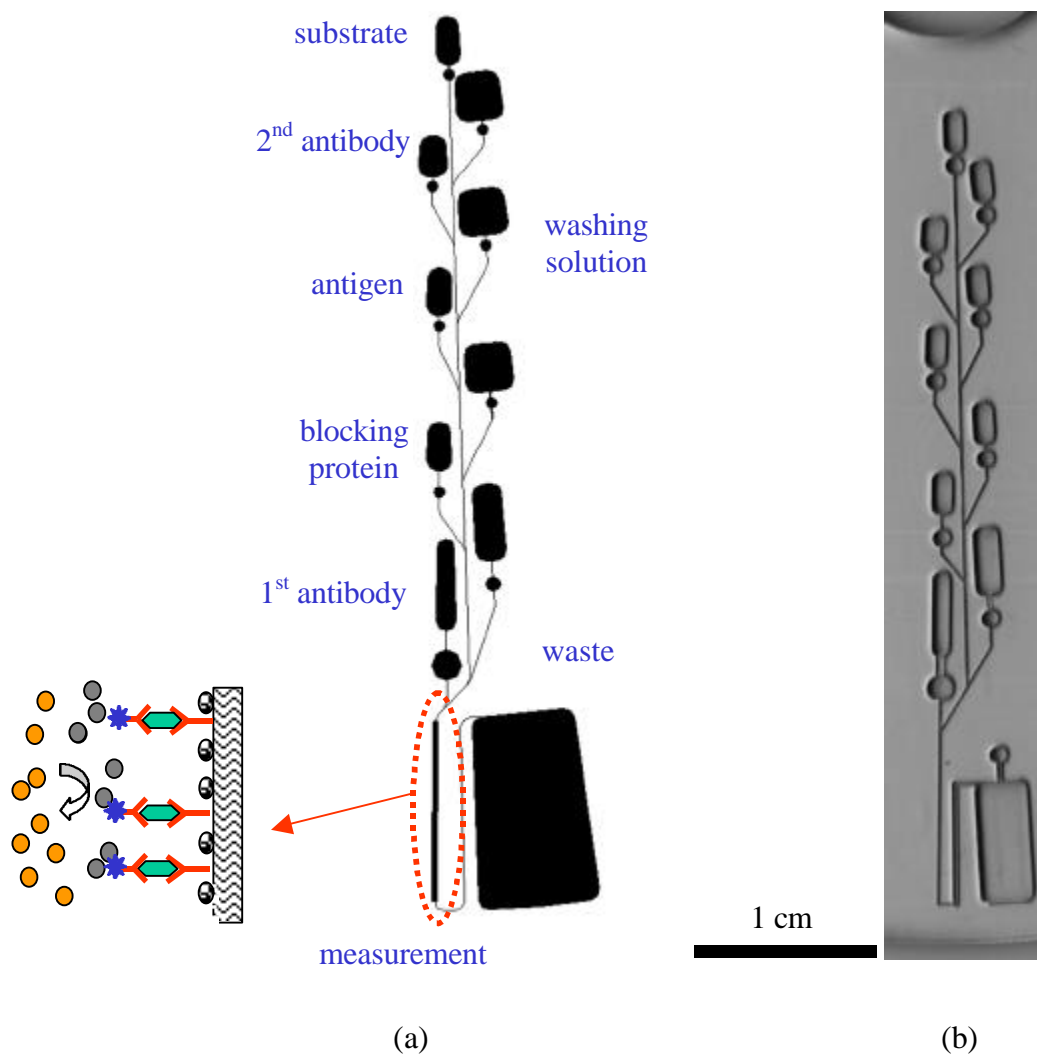 substrate
2nd antibody
washing
solution
antigen
blocking
protein
1st antibody
waste
1 cm
measurement
(a)
(b)